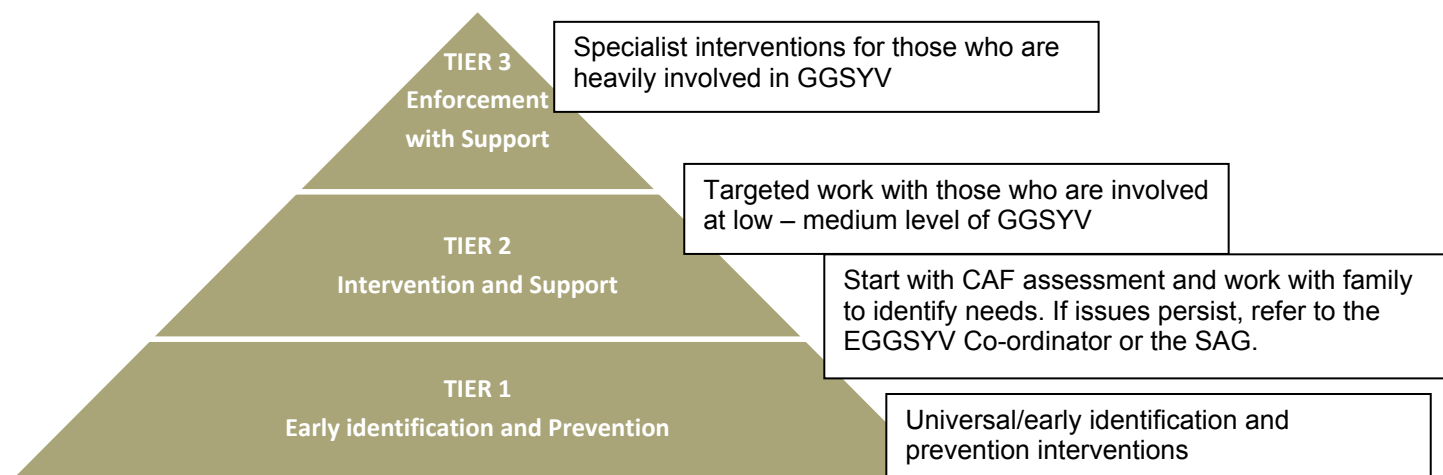 TIER 3
Enforcement
with Support
Specialist interventions for those who are
heavily involved in GGSYV
Targeted work with those who are involved
at low – medium level of GGSYV
TIER 2
Intervention and Support
Start with CAF assessment and work with family
to identify needs. If issues persist, refer to the
EGGSYV Co-ordinator or the SAG.
TIER 1
Early identification and Prevention
Universal/early identification and
prevention interventions